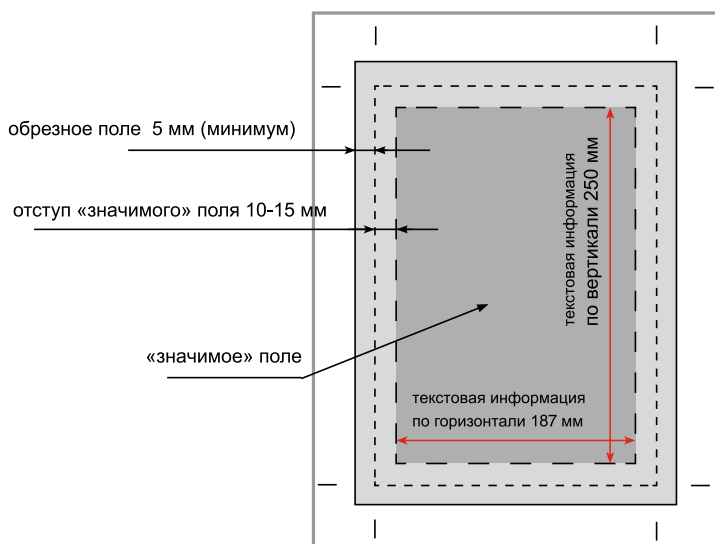 обрезное поле 5 мм (минимум)
отступ «значимого» поля 10-15 мм
«значимое» поле
текстовая информация
по вертикали 250 мм
текстовая информация
по горизонтали 187 мм